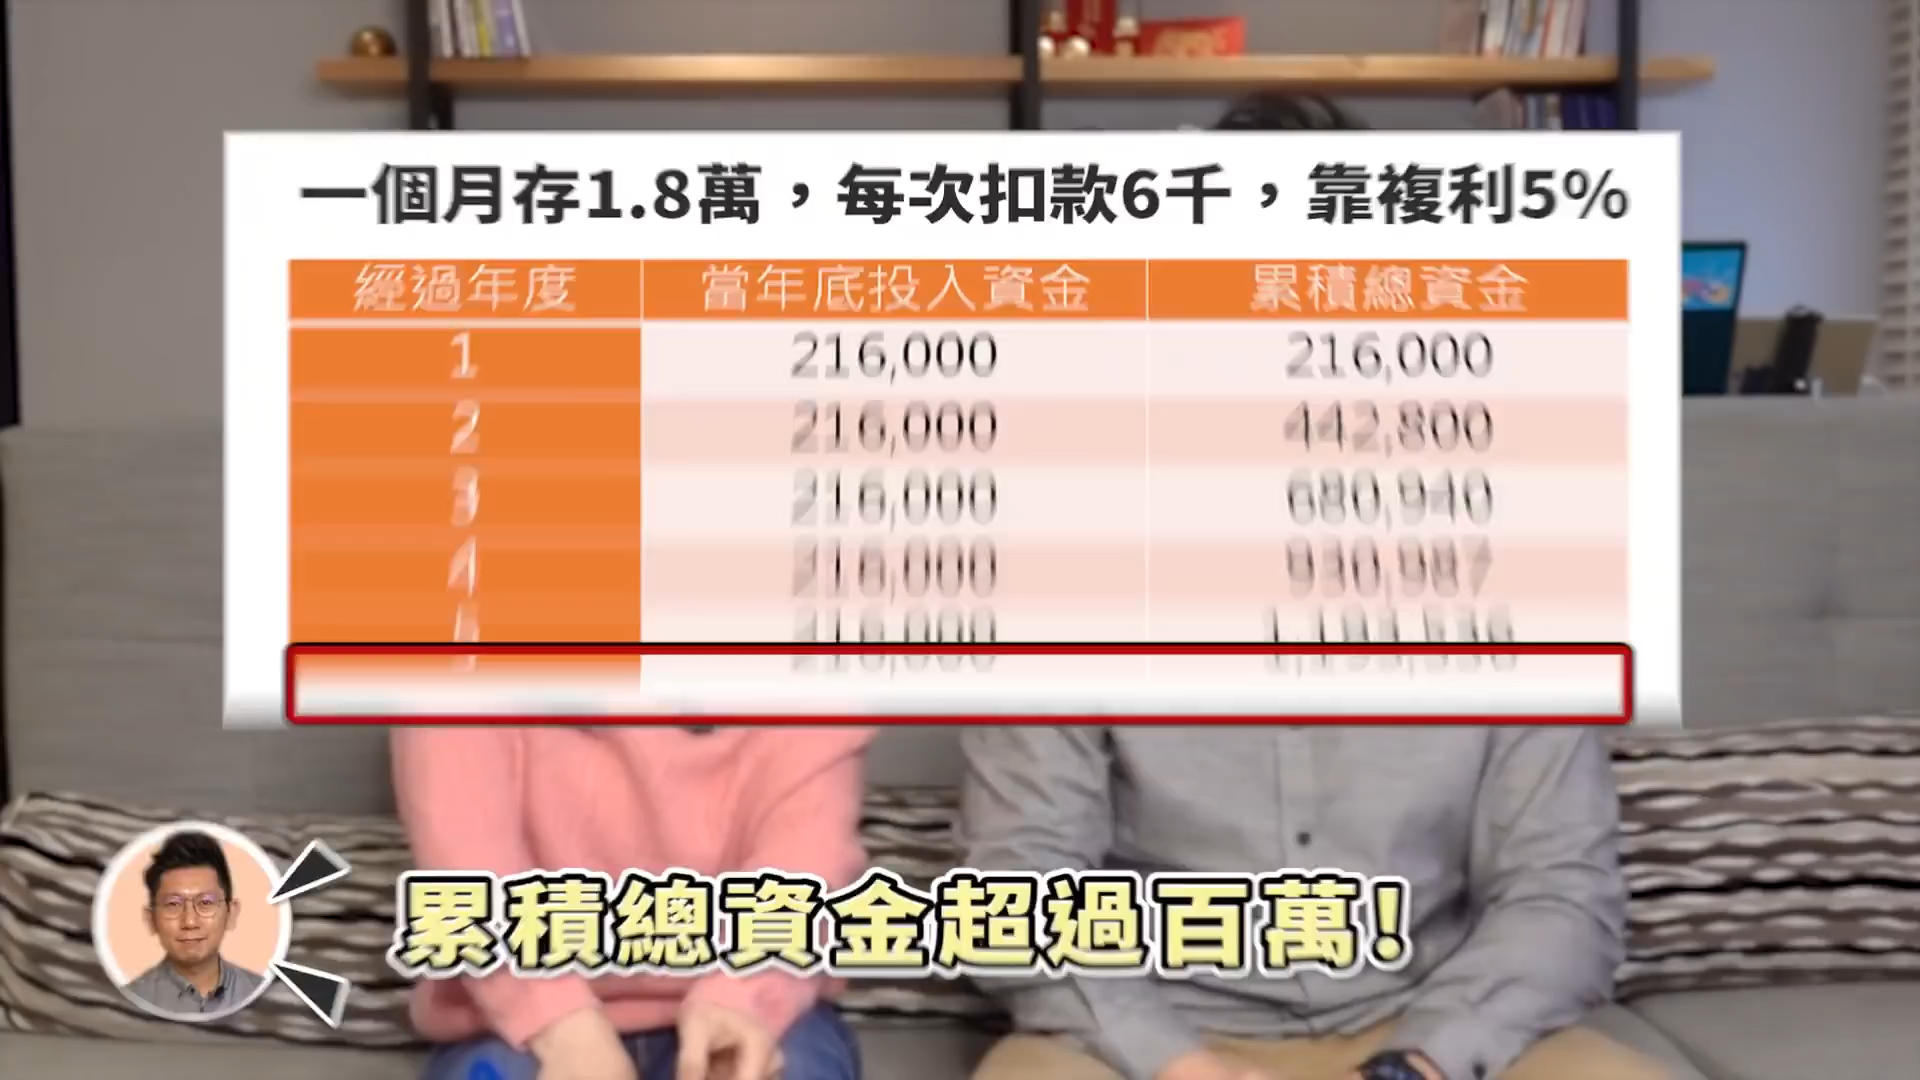 一個月存1.8萬，每次扣款6千，靠複利5%
經過年度 當年底投入資金 累積總資金
1 216,000 216,000
2 216,000 442,800
3 216,000 680,940
4 216,000 930,987
216,000
累積總資金超過百萬!